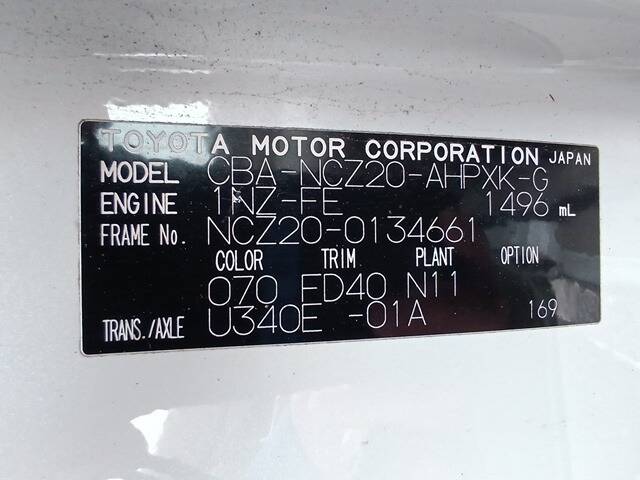 TOYOTA MOTOR CORPORATION JAPAN
MODEL CBA-NCZ20-AHPXK-G
ENGINE 1NZ-FE 1496 mL
FRAME No. NCZ20-0134661
COLOR TRIM PLANT OPTION
070 FD40 N11
TRANS./AXLE U340E -01A 169